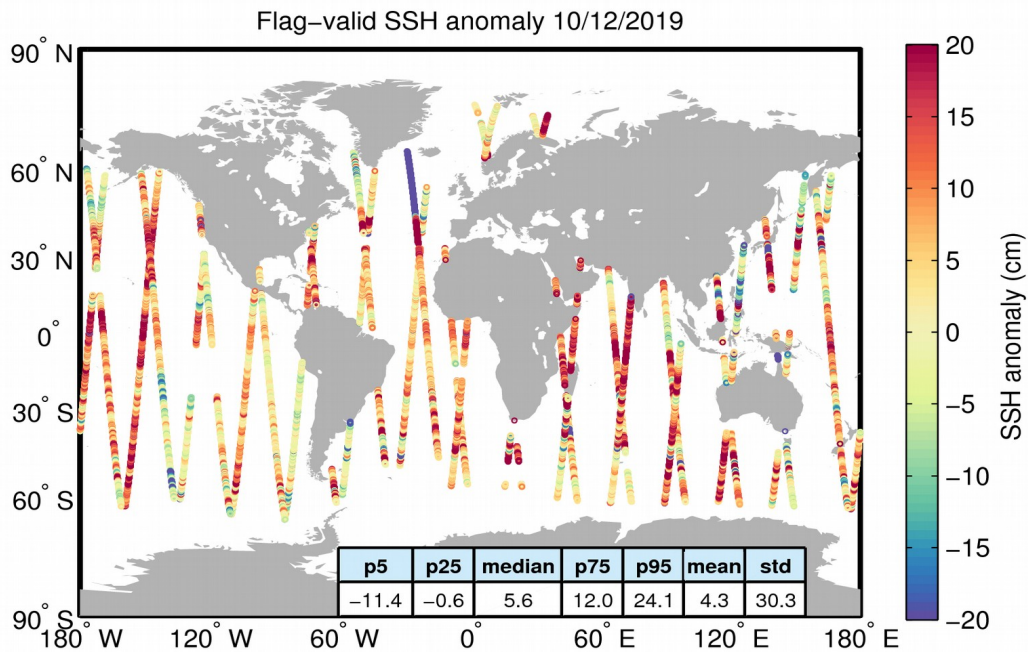 Flag−valid SSH anomaly 10/12/2019
90° N
60° N
30° N
0°
30° S
60° S
90° S
180° W
120° W
60° W
0°
60° E
120° E
180° E
p5 p25 median p75 p95 mean std
−11.4 −0.6 5.6 12.0 24.1 4.3 30.3
20
15
10
5
0
−5
−10
−15
−20
SSH anomaly (cm)